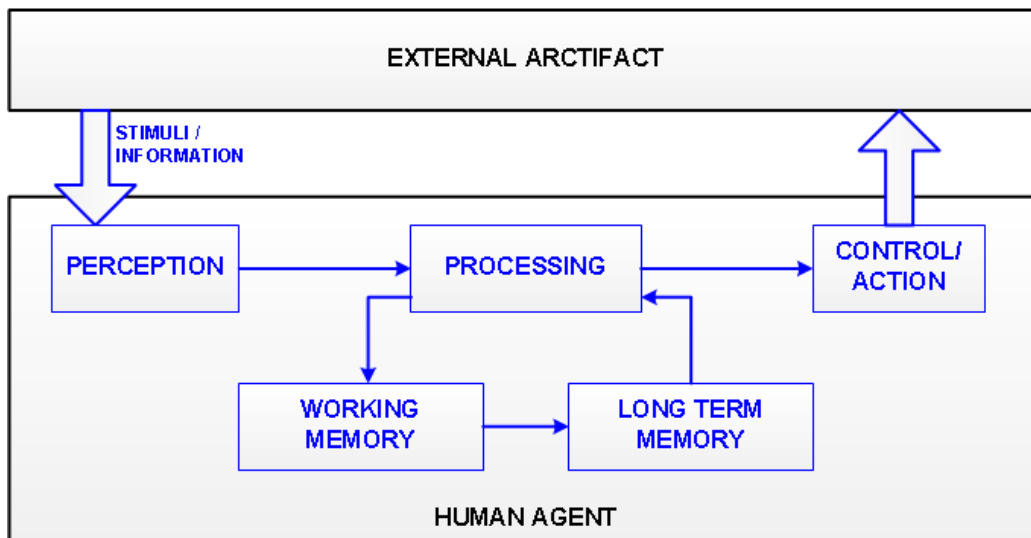 EXTERNAL ARCTIFACT
STIMULI /
INFORMATION
PERCEPTION
PROCESSING
CONTROL/
ACTION
WORKING
MEMORY
LONG TERM
MEMORY
HUMAN AGENT